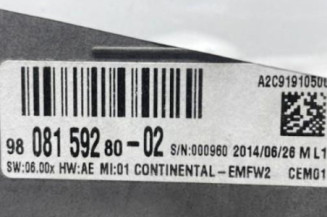 A2C91910500
98 081 592 80-02 S/N:000960 2014/06/26 M L1
SW:06.00x HW:AE MI:01 CONTINENTAL-EMFW2 CEM01